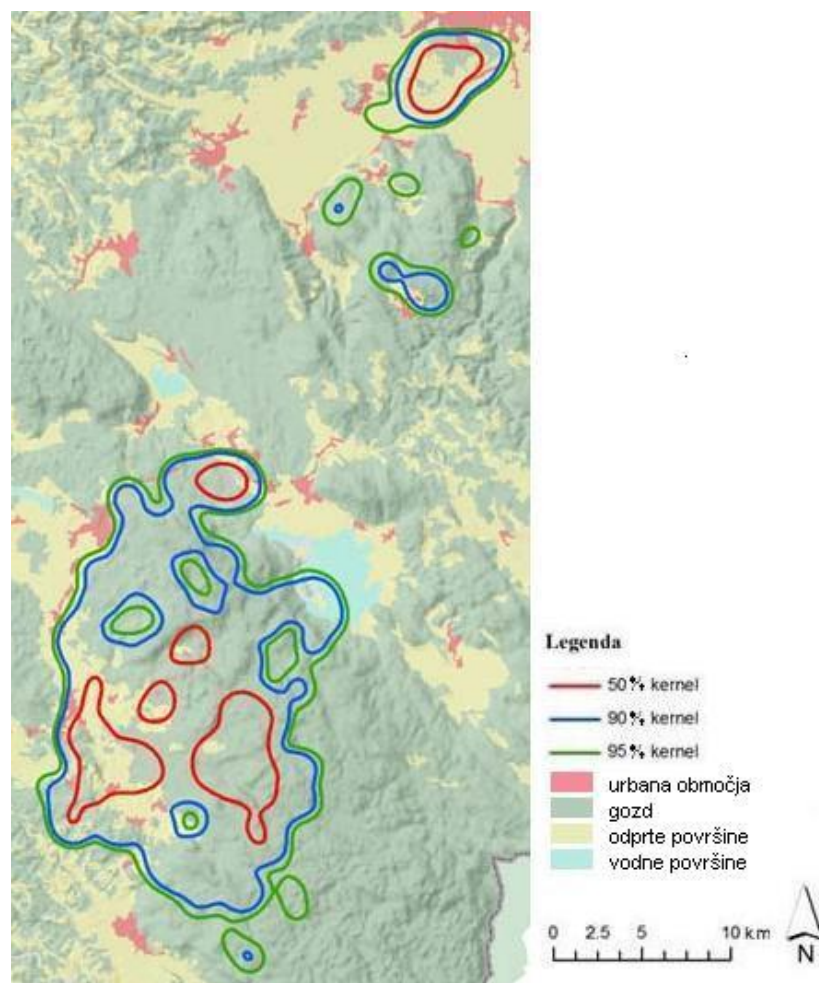 Legenda
50% kernel
90% kernel
95% kernel
urbana območja
gozd
odprte površine
vodne površine
0 2.5 5 10 km
N